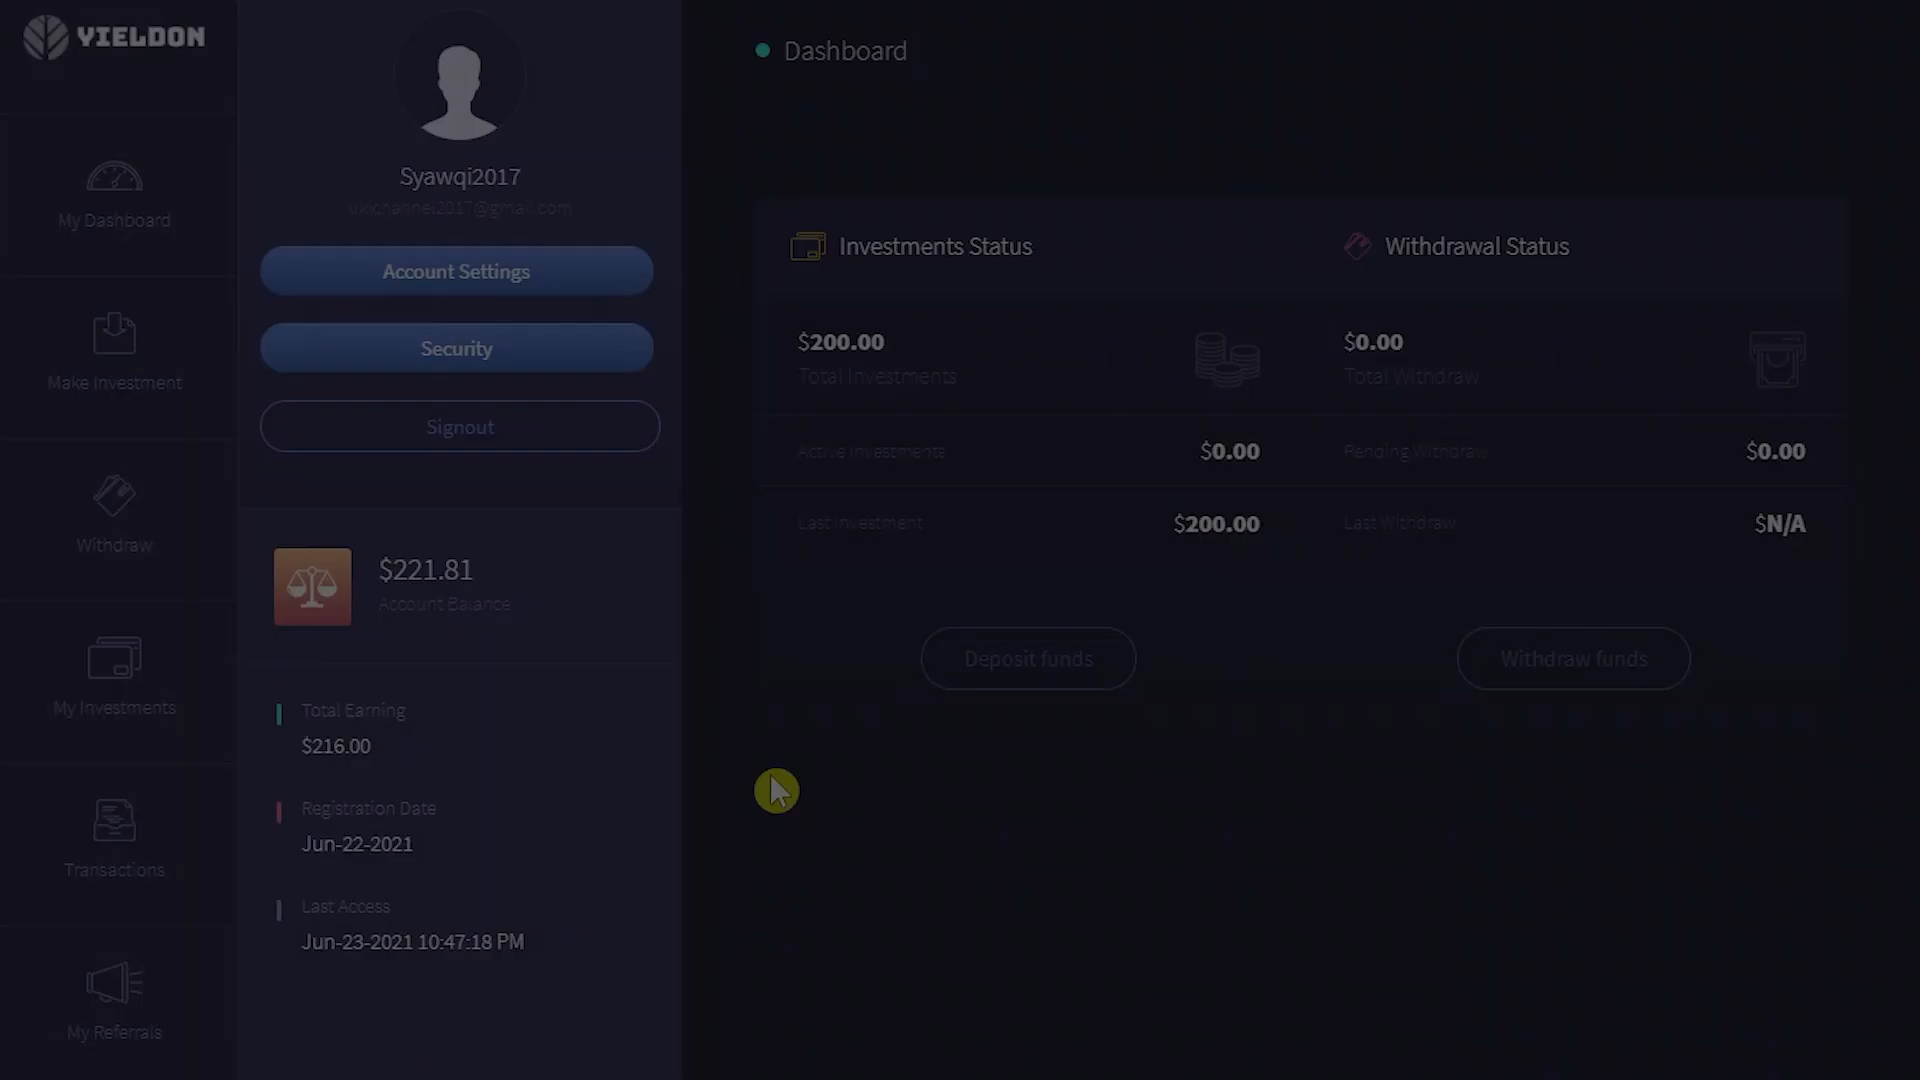 YIELDON
My Dashboard
Make Investment
Withdraw
My Investments
Transactions
My Referrals
Syawqi2017
ukichannel2017@gmail.com
Account Settings
Security
Signout
$221.81
Account Balance
Total Earning
$216.00
Registration Date
Jun-22-2021
Last Access
Jun-23-2021 10:47:18 PM
Dashboard
Investments Status
$200.00
Total Investments
Active Investments $0.00
Last Investment $200.00
Deposit funds
Withdrawal Status
$0.00
Total Withdraw
Pending Withdraw $0.00
Last Withdraw $N/A
Withdraw funds